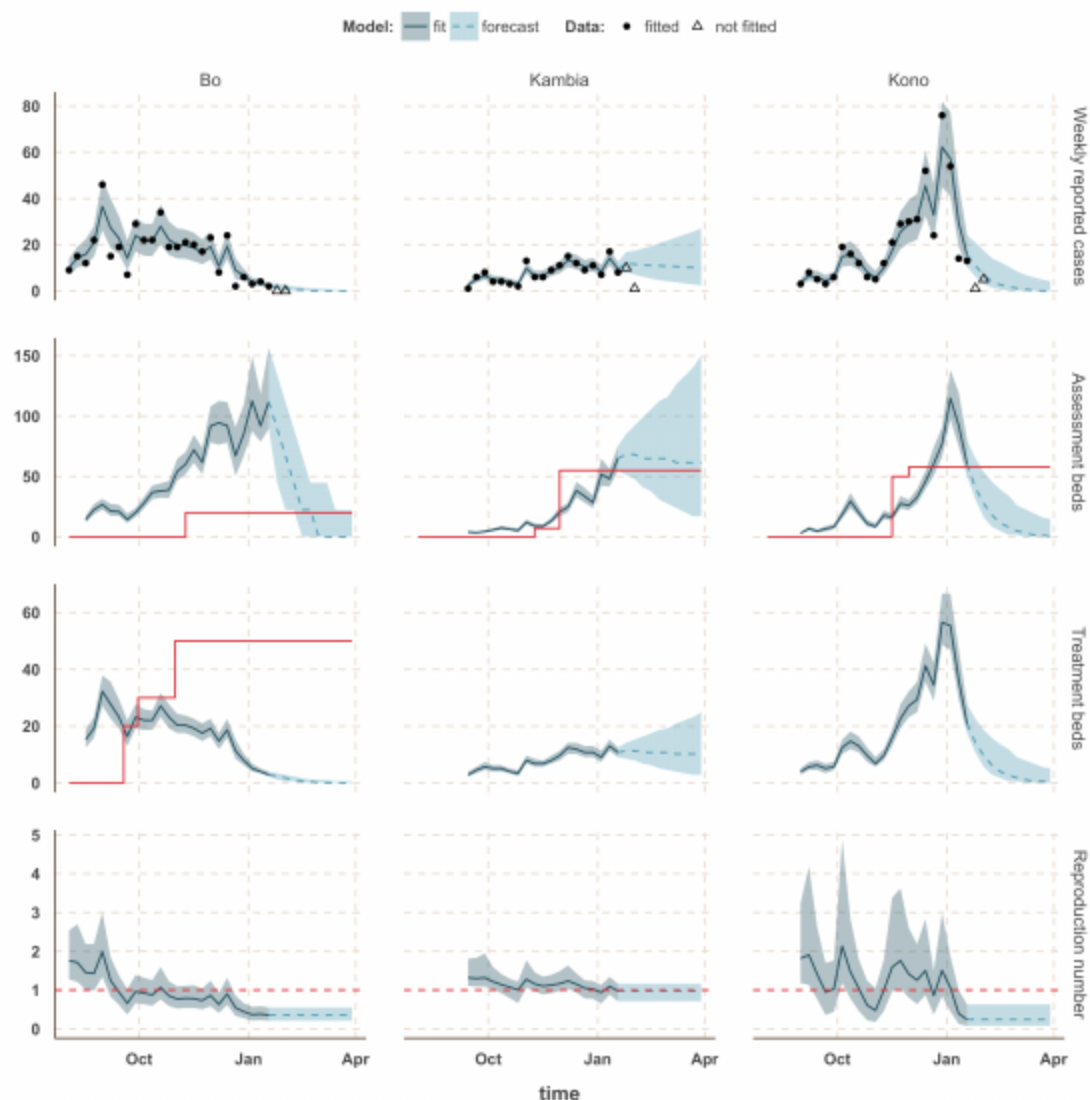 Model: fit forecast Data: fitted not fitted
Bo Kambia Kono
80
60
40
20
0
Weekly reported cases
150
100
50
0
Assessment beds
60
40
20
0
Treatment beds
5
4
3
2
1
0
Reproduction number
Oct Jan Apr Oct Jan Apr Oct Jan Apr
time